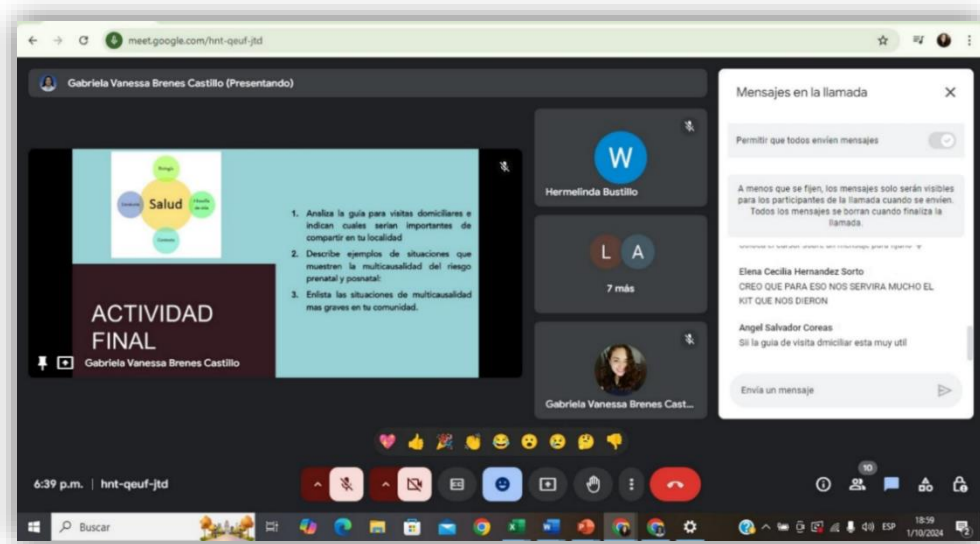 meet.google.com/hnt-qeuf-jtd
Gabriela Vanessa Brenes Castillo (Presentando)
Biología
Salud
ACTIVIDAD
FINAL
1. Analiza la guía para visitas domiciliares e
indican cuales serian importantes de
compartir en tu localidad
2. Describe ejemplos de situaciones que
muestren la multicausalidad del riesgo
prenatal y posnatal:
3. Enlista las situaciones de multicausalidad
mas graves en tu comunidad.
Gabriela Vanessa Brenes Castillo
W
Hermelinda Bustillo
L A
7 más
Gabriela Vanessa Brenes Cast...
Mensajes en la llamada
Permitir que todos envíen mensajes
A menos que se fijen, los mensajes solo serán visibles
para los participantes de la llamada cuando se envíen.
Todos los mensajes se borran cuando finaliza la
llamada.
Elena Cecilia Hernandez Sorto
CREO QUE PARA ESO NOS SERVIRA MUCHO EL
KIT QUE NOS DIERON
Angel Salvador Coreas
Sii la guia de visita dmiciliar esta muy util
Envía un mensaje
6:39 p.m. | hnt-qeuf-jtd
10
Buscar
ESP
18:59
1/10/2024